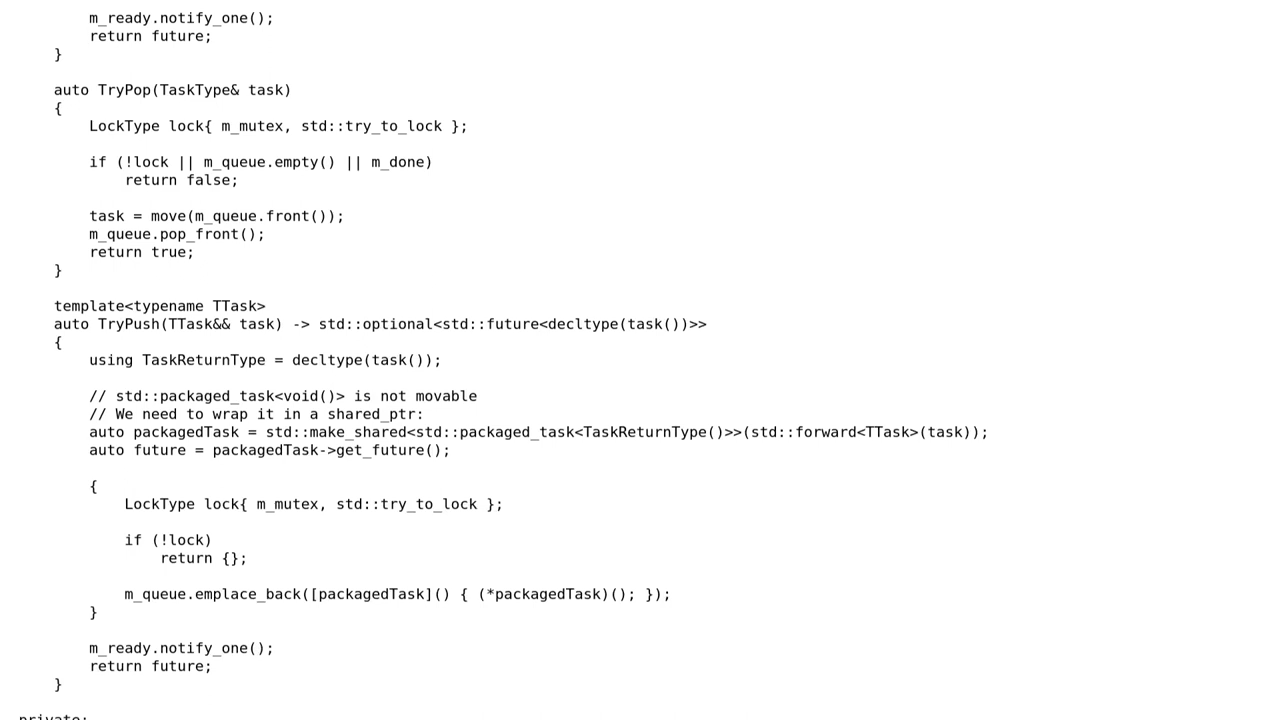 m_ready.notify_one();
        return future;
    }

    auto TryPop(TaskType& task)
    {
        LockType lock{ m_mutex, std::try_to_lock };

        if (!lock || m_queue.empty() || m_done)
            return false;

        task = move(m_queue.front());
        m_queue.pop_front();
        return true;
    }

    template<typename TTask>
    auto TryPush(TTask&& task) -> std::optional<std::future<decltype(task())>>
    {
        using TaskReturnType = decltype(task());

        // std::packaged_task<void()> is not movable
        // We need to wrap it in a shared_ptr:
        auto packagedTask = std::make_shared<std::packaged_task<TaskReturnType()>>(std::forward<TTask>(task));
        auto future = packagedTask->get_future();

        {
            LockType lock{ m_mutex, std::try_to_lock };

            if (!lock)
                return {};

            m_queue.emplace_back([packagedTask]() { (*packagedTask)(); });
        }

        m_ready.notify_one();
        return future;
    }

private: